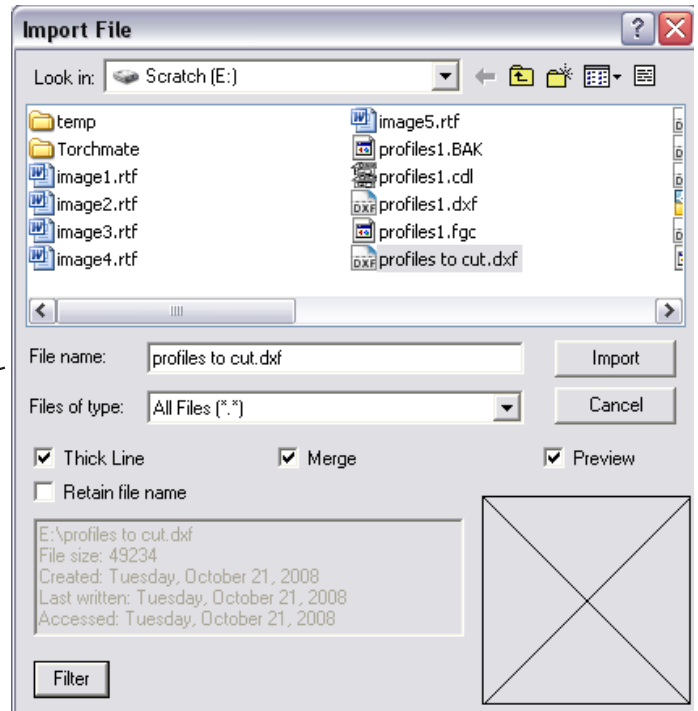 Import File
Look in: Scratch (E:)
temp
Torchmate
image1.rtf
image2.rtf
image3.rtf
image4.rtf
image5.rtf
profiles1.BAK
profiles1.cdl
profiles1.dxf
profiles1.fgc
profiles to cut.dxf
File name: profiles to cut.dxf Import
Files of type: All Files (*.*) Cancel
Thick Line Merge Preview
Retain file name
E:\profiles to cut.dxf
File size: 49234
Created: Tuesday, October 21, 2008
Last written: Tuesday, October 21, 2008
Accessed: Tuesday, October 21, 2008
Filter